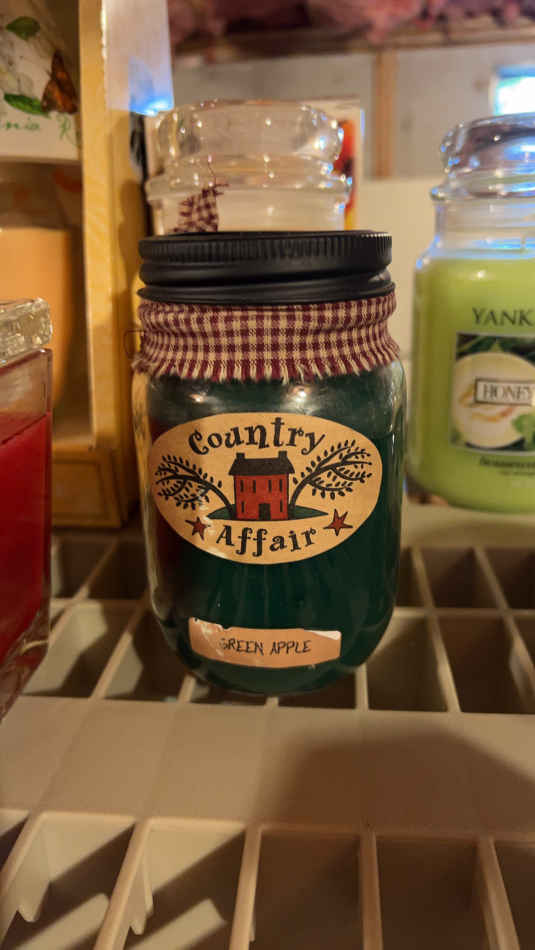 Country
Affair
GREEN APPLE
YANK
HONEY